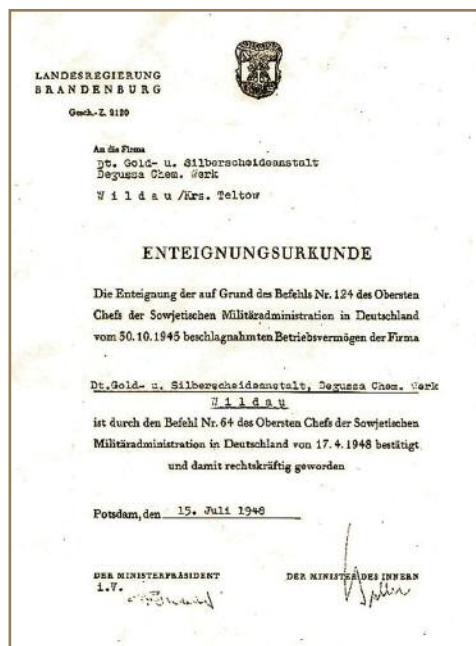 LANDESREGIERUNG
BRANDENBURG
Gesch.-Z. 9120
An die Firma
Dt. Gold- u. Silberscheideanstalt
Degussa Chem. Werk
W i l d a u /Krs. Teltow
ENTEIGNUNGSURKUNDE
Die Enteignung der auf Grund des Befehls Nr. 124 des Obersten
Chefs der Sowjetischen Militäradministration in Deutschland
vom 30.10.1945 beschlagnahmten Betriebsvermögen der Firma
Dt.Gold- u. Silberscheideanstalt, Degussa Chem. Werk
W i l d a u
ist durch den Befehl Nr. 64 des Obersten Chefs der Sowjetischen
Militäradministration in Deutschland von 17.4.1948 bestätigt
und damit rechtskräftig geworden
Potsdam, den 15. Juli 1948
DER MINISTERPRÄSIDENT
i.V.
DER MINISTER DES INNERN